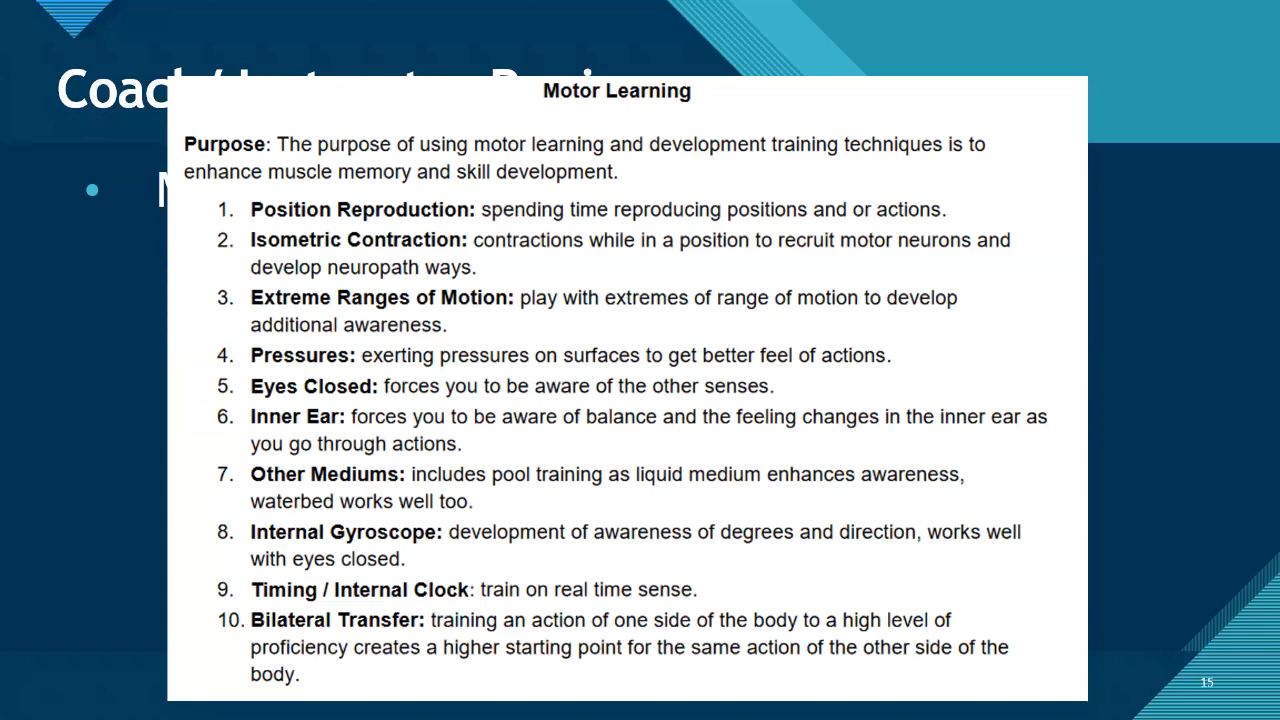 Motor Learning
Purpose: The purpose of using motor learning and development training techniques is to
enhance muscle memory and skill development.
1. Position Reproduction: spending time reproducing positions and or actions.
2. Isometric Contraction: contractions while in a position to recruit motor neurons and
develop neuropath ways.
3. Extreme Ranges of Motion: play with extremes of range of motion to develop
additional awareness.
4. Pressures: exerting pressures on surfaces to get better feel of actions.
5. Eyes Closed: forces you to be aware of the other senses.
6. Inner Ear: forces you to be aware of balance and the feeling changes in the inner ear as
you go through actions.
7. Other Mediums: includes pool training as liquid medium enhances awareness,
waterbed works well too.
8. Internal Gyroscope: development of awareness of degrees and direction, works well
with eyes closed.
9. Timing / Internal Clock: train on real time sense.
10. Bilateral Transfer: training an action of one side of the body to a high level of
proficiency creates a higher starting point for the same action of the other side of the
body.
15